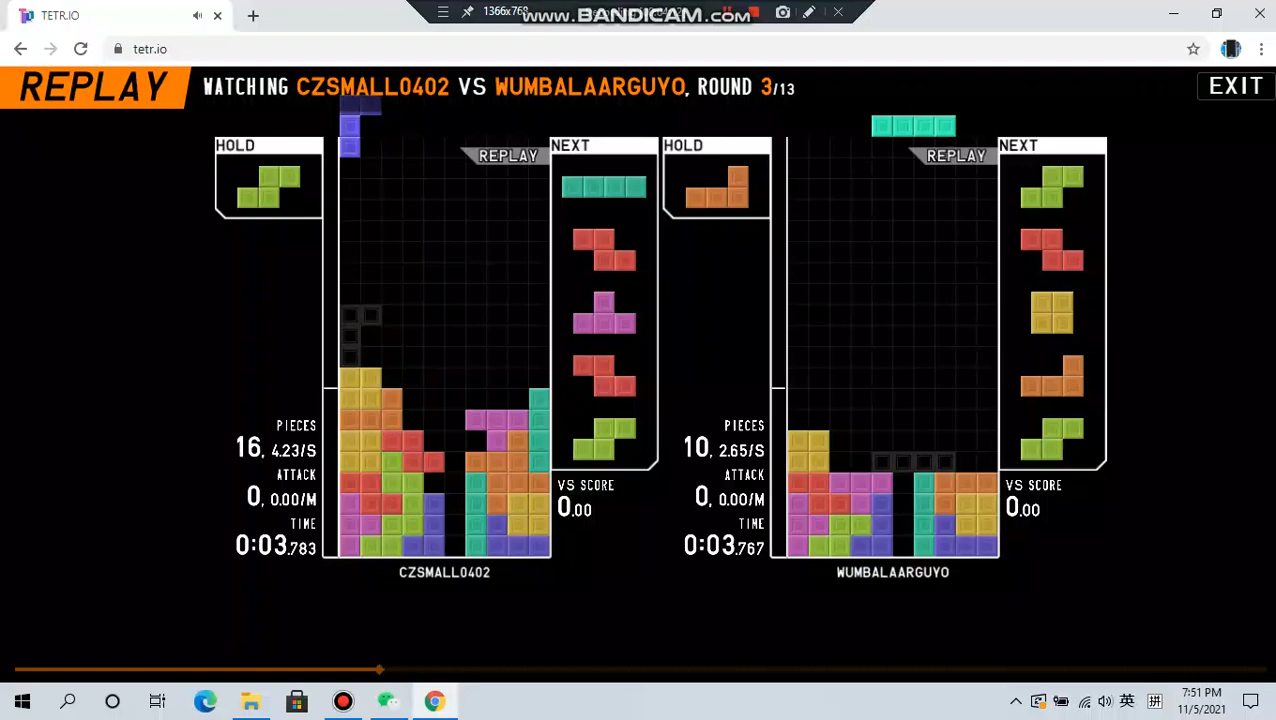 TETR.IO
1366x768
www.BANDICAM.com
tetr.io
REPLAY
WATCHING CZSMALL0402 VS WUMBALAARGUYO, ROUND 3/13
EXIT
HOLD
NEXT
HOLD
NEXT
REPLAY
REPLAY
PIECES
16, 4.23/S
ATTACK
0, 0.00/M
TIME
0:03.783
VS SCORE
0.00
PIECES
10, 2.65/S
ATTACK
0, 0.00/M
TIME
0:03.767
VS SCORE
0.00
CZSMALL0402
WUMBALAARGUYO
英
拼
7:51 PM
11/5/2021